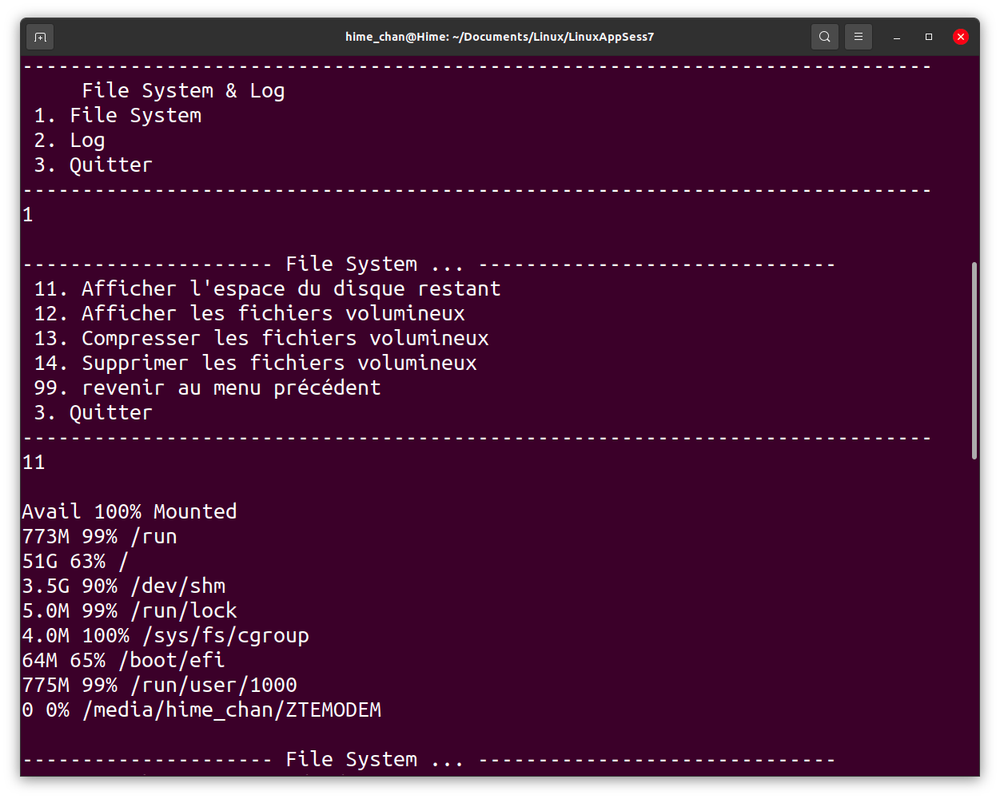 hime_chan@Hime: ~/Documents/Linux/LinuxAppSess7
----------------------------------------------------------------------------
     File System & Log
 1. File System
 2. Log
 3. Quitter
----------------------------------------------------------------------------
1
--------------------- File System ... ------------------------------
 11. Afficher l'espace du disque restant
 12. Afficher les fichiers volumineux
 13. Compresser les fichiers volumineux
 14. Supprimer les fichiers volumineux
 99. revenir au menu précédent
 3. Quitter
----------------------------------------------------------------------------
11
Avail 100% Mounted
773M 99% /run
51G 63% /
3.5G 90% /dev/shm
5.0M 99% /run/lock
4.0M 100% /sys/fs/cgroup
64M 65% /boot/efi
775M 99% /run/user/1000
0 0% /media/hime_chan/ZTEMODEM
--------------------- File System ... ------------------------------